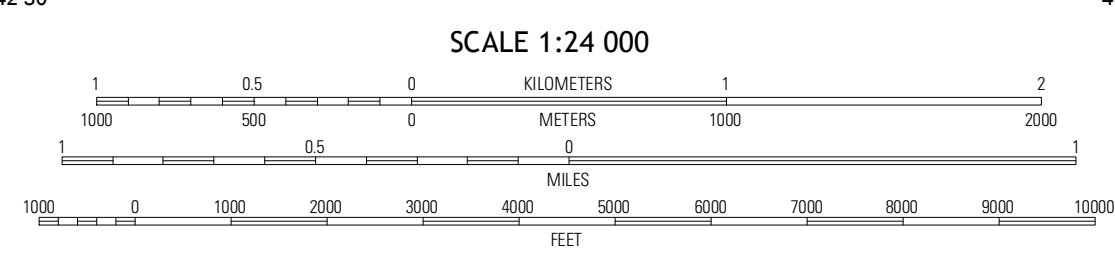 SCALE 1:24 000
1 0.5 0 KILOMETERS 1 2
1000 500 0 METERS 1000 2000
1 0.5 0 1
MILES
1000 0 1000 2000 3000 4000 5000 6000 7000 8000 9000 10000
FEET